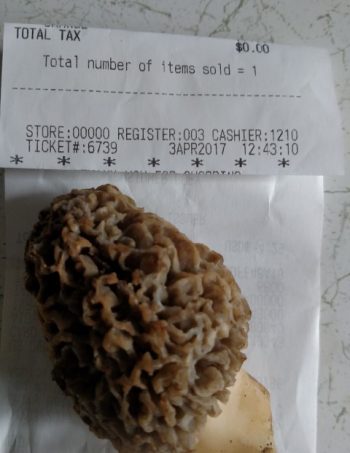 TOTAL TAX $0.00
Total number of items sold = 1
STORE:00000 REGISTER:003 CASHIER:1210
TICKET#:6739 3APR2017 12:43:10
* * * * * * *